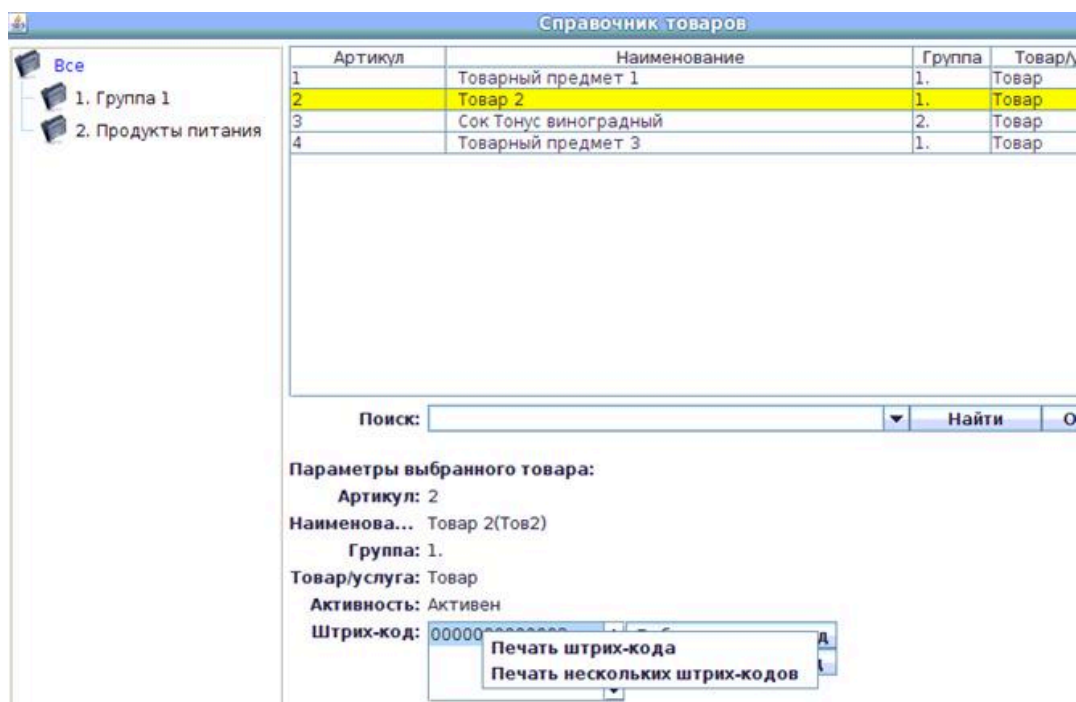 Справочник товаров
Все
1. Группа 1
2. Продукты питания
Артикул Наименование Группа
1 Товарный предмет 1 1. Товар
2 Товар 2 1. Товар
3 Сок Тонус виноградный 2. Товар
4 Товарный предмет 3 1. Товар
Поиск: Найти
Параметры выбранного товара:
Артикул: 2
Наименова... Товар 2(Тов2)
Группа: 1.
Товар/услуга: Товар
Активность: Активен
Штрих-код:
Печать штрих-кода
Печать нескольких штрих-кодов